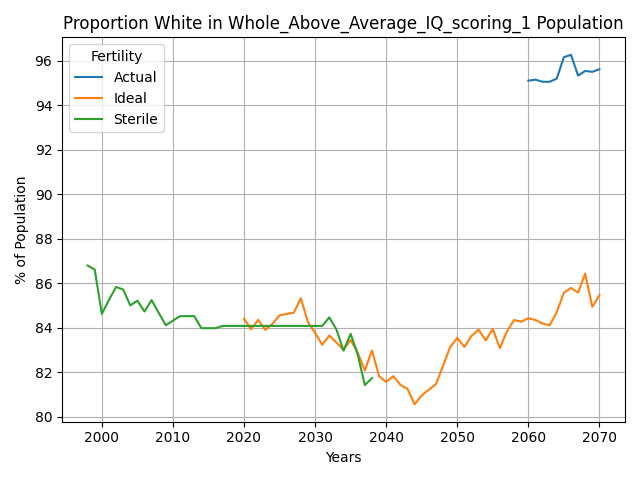 Proportion White in Whole_Above_Average_IQ_scoring_1 Population
Fertility
Actual
Ideal
Sterile
% of Population
96
94
92
90
88
86
84
82
80
2000
2010
2020
2030
2040
2050
2060
2070
Years